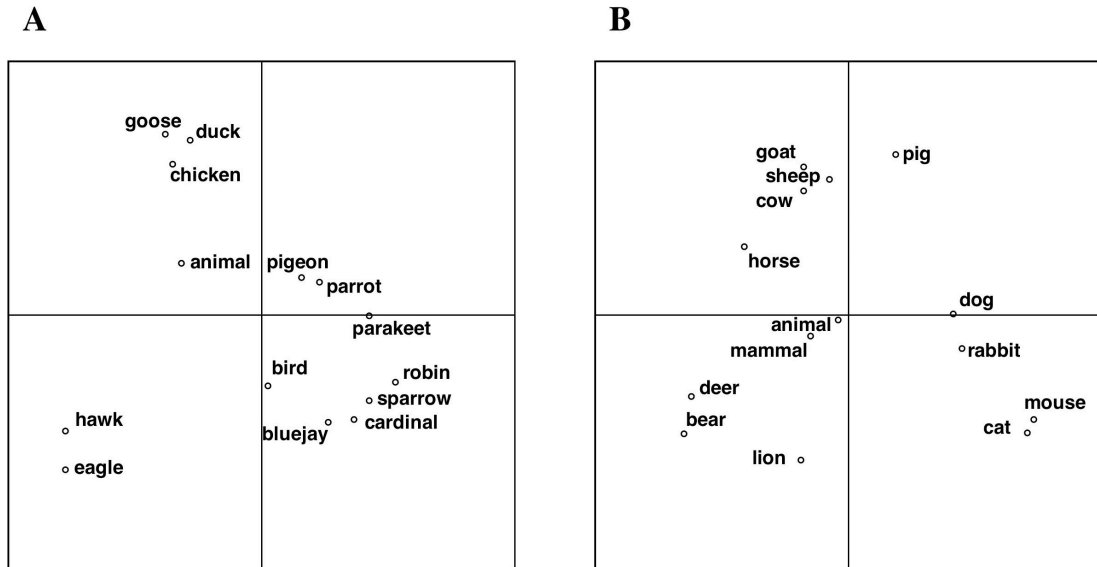 A
B
goose
duck
chicken
animal
pigeon
parrot
parakeet
bird
robin
sparrow
cardinal
bluejay
hawk
eagle
goat
pig
sheep
cow
horse
dog
animal
mammal
rabbit
deer
bear
mouse
cat
lion